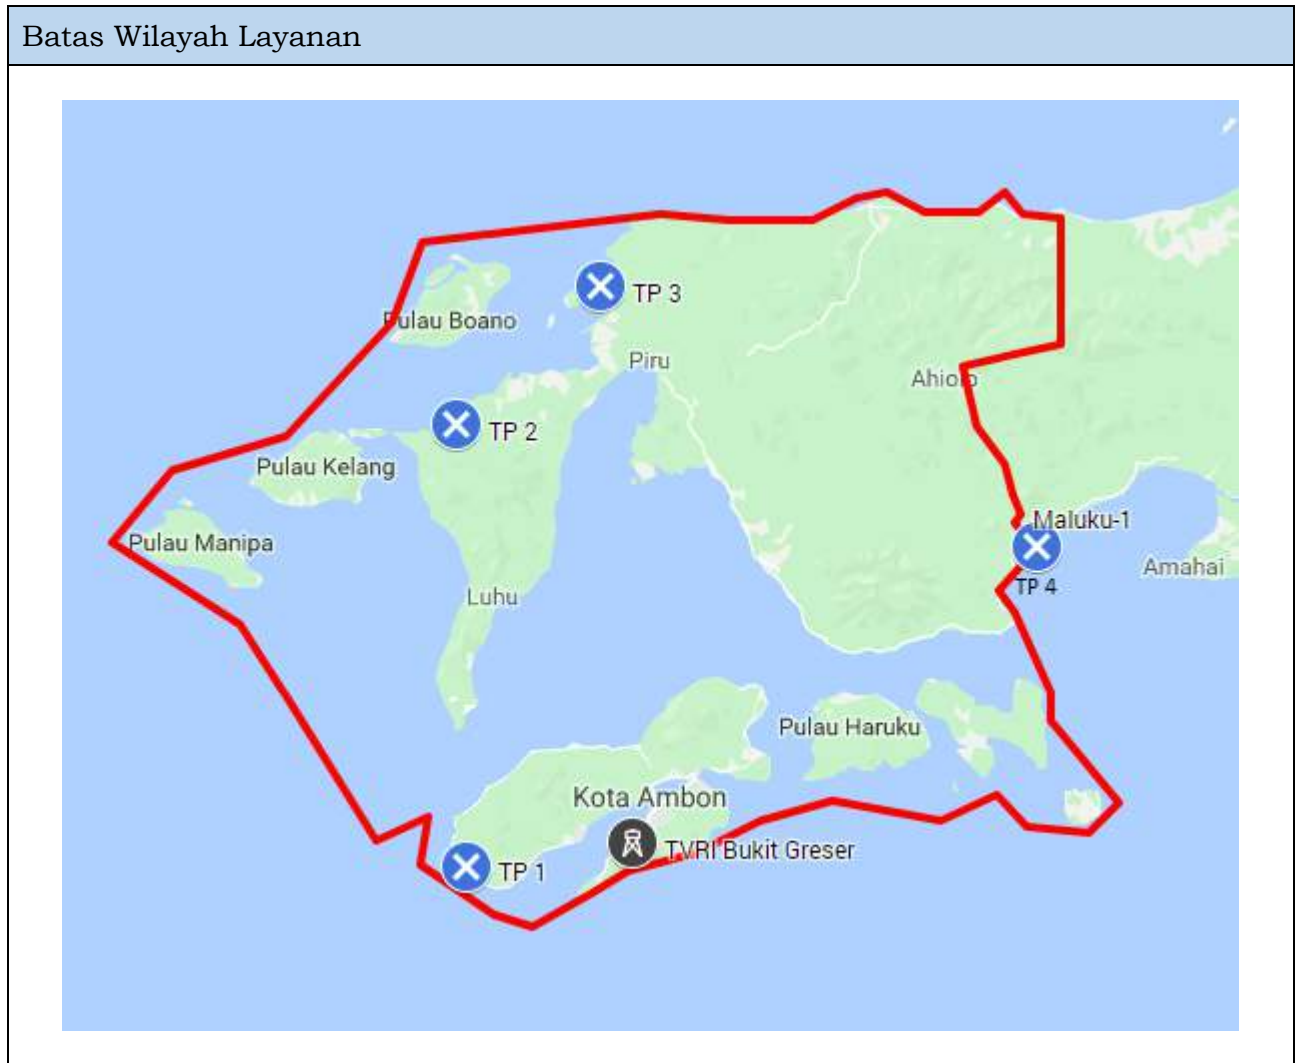 Batas Wilayah Layanan
TP 3
Pulau Boano
Piru
Ahiolo
TP 2
Pulau Kelang
Maluku-1
Pulau Manipa
Amahai
TP 4
Luhu
Pulau Haruku
Kota Ambon
TVRI Bukit Greser
TP 1